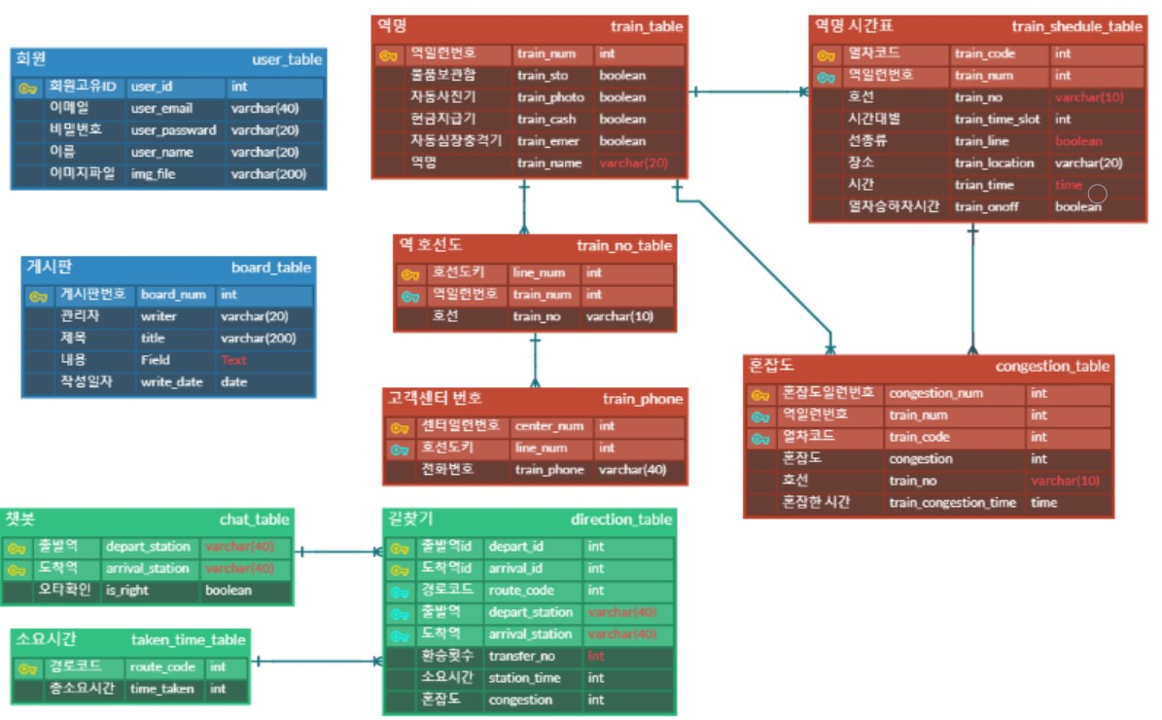 회원 user_table
회원고유ID user_id int
이메일 user_email varchar(40)
비밀번호 user_passward varchar(20)
이름 user_name varchar(20)
이미지파일 img_file varchar(200)
역명 train_table
역일련번호 train_num int
물품보관함 train_sto boolean
자동사진기 train_photo boolean
현금지급기 train_cash boolean
자동심장충격기 train_emer boolean
역명 train_name varchar(20)
역명 시간표 train_shedule_table
열차코드 train_code int
역일련번호 train_num int
호선 train_no varchar(10)
시간대별 train_time_slot int
선종류 train_line boolean
장소 train_location varchar(20)
시간 trian_time time
열차승하차시간 train_onoff boolean
게시판 board_table
게시판번호 board_num int
관리자 writer varchar(20)
제목 title varchar(200)
내용 Field Text
작성일자 write_date date
역 호선도 train_no_table
호선도키 line_num int
역일련번호 train_num int
호선 train_no varchar(10)
고객센터 번호 train_phone
센터일련번호 center_num int
호선도키 line_num int
전화번호 train_phone varchar(40)
혼잡도 congestion_table
혼잡도일련번호 congestion_num int
역일련번호 train_num int
열차코드 train_code int
혼잡도 congestion int
호선 train_no varchar(10)
혼잡한 시간 train_congestion_time time
챗봇 chat_table
출발역 depart_station varchar(40)
도착역 arrival_station varchar(40)
오타확인 is_right boolean
소요시간 taken_time_table
경로코드 route_code int
총소요시간 time_taken int
길찾기 direction_table
출발역id depart_id int
도착역id arrival_id int
경로코드 route_code int
출발역 depart_station varchar(40)
도착역 arrival_station varchar(40)
환승횟수 transfer_no int
소요시간 station_time int
혼잡도 congestion int